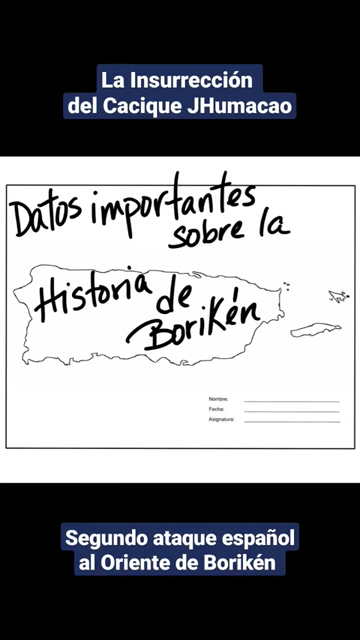 La Insurrección
del Cacique JHumacao
Datos importantes
sobre la
Historia de
Borikén
Nombre:
Fecha:
Asignatura:
Segundo ataque español
al Oriente de Borikén